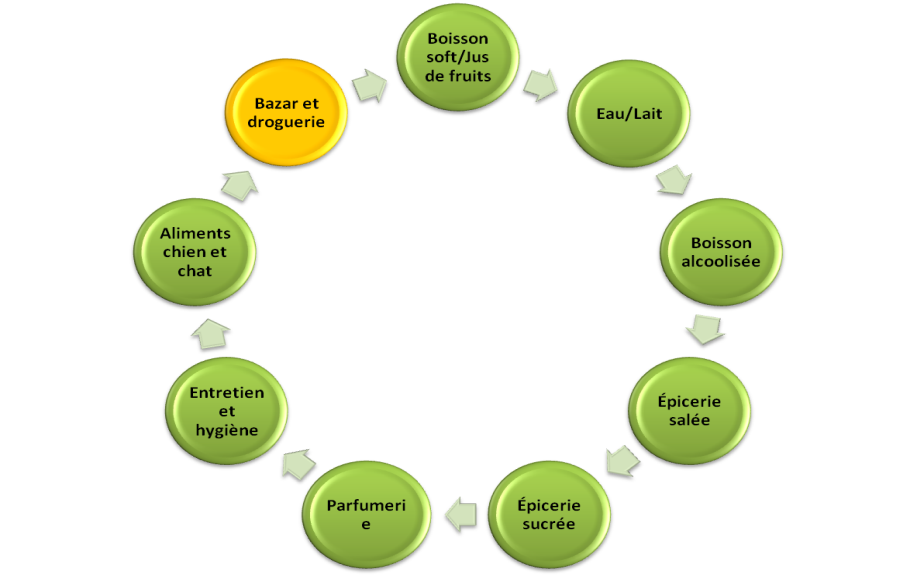 Boisson
soft/Jus
de fruits
Eau/Lait
Boisson
alcoolisée
Épicerie
salée
Épicerie
sucrée
Parfumeri
e
Entretien
et
hygiène
Aliments
chien et
chat
Bazar et
droguerie